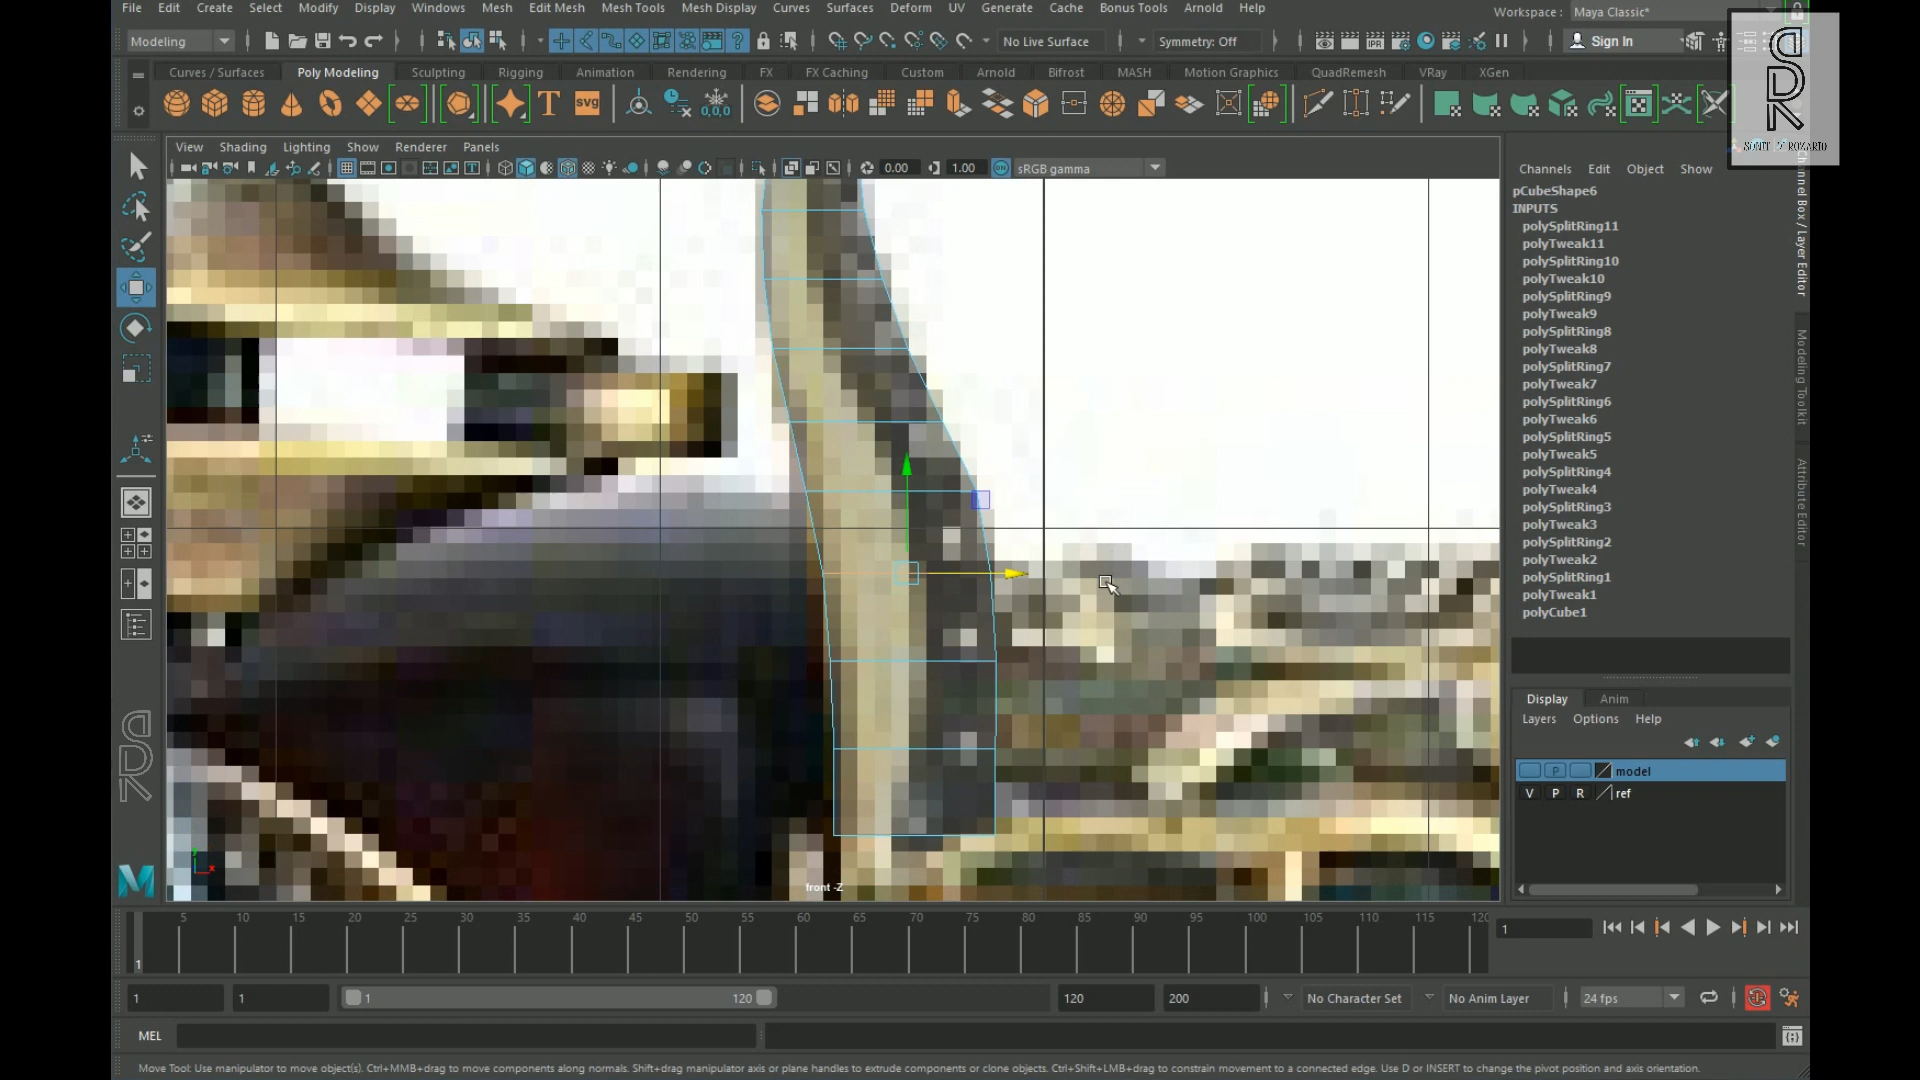 File Edit Create Select Modify Display Windows Mesh Edit Mesh Mesh Tools Mesh Display Curves Surfaces Deform UV Generate Cache Bonus Tools Arnold Help
Workspace : Maya Classic*
Modeling
No Live Surface
Symmetry: Off
Sign In
Curves / Surfaces Poly Modeling Sculpting Rigging Animation Rendering FX FX Caching Custom Arnold Bifrost MASH Motion Graphics QuadRemesh VRay XGen
T svg 0,0,0
View Shading Lighting Show Renderer Panels
0.00 1.00 sRGB gamma
Channels Edit Object Show
pCubeShape6
INPUTS
polySplitRing11
polyTweak11
polySplitRing10
polyTweak10
polySplitRing9
polyTweak9
polySplitRing8
polyTweak8
polySplitRing7
polyTweak7
polySplitRing6
polyTweak6
polySplitRing5
polyTweak5
polySplitRing4
polyTweak4
polySplitRing3
polyTweak3
polySplitRing2
polyTweak2
polySplitRing1
polyTweak1
polyCube1
Modeling Toolkit
Attribute Editor
Display Anim
Layers Options Help
P model
V P R ref
front -Z
5 10 15 20 25 30 35 40 45 50 55 60 65 70 75 80 85 90 95 100 105 110 115 120
1
1
1 1 1 120 120 200 No Character Set No Anim Layer 24 fps
MEL
Move Tool: Use manipulator to move object(s). Ctrl+MMB+drag to move components along normals. Shift+drag manipulator axis or plane handles to extrude components or clone objects. Ctrl+Shift+LMB+drag to constrain movement to a connected edge. Use D or INSERT to change the pivot position and axis orientation.